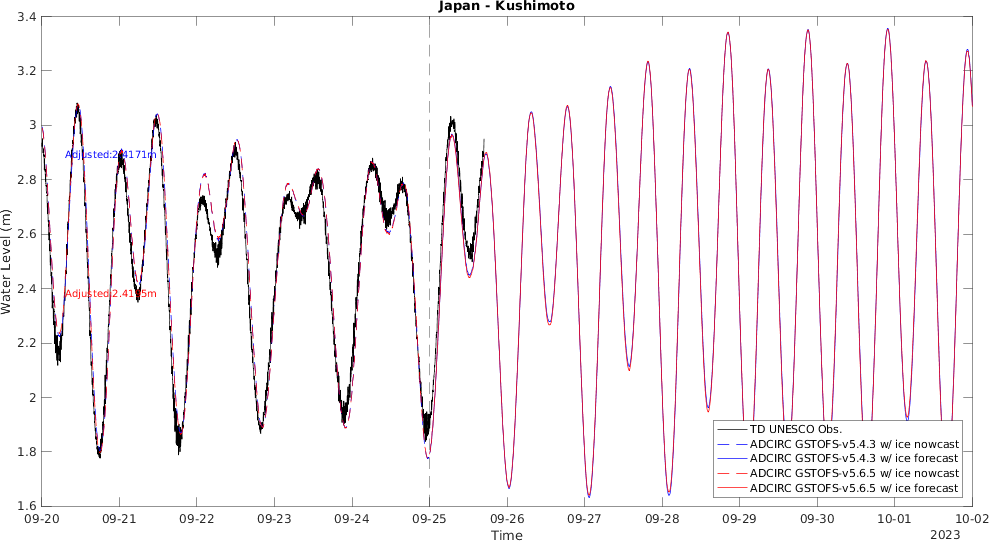 Japan - Kushimoto
3.4
3.2
3
2.8
2.6
2.4
2.2
2
1.8
1.6
Water Level (m)
Adjusted:2.4171m
TD UNESCO Obs.
ADCIRC GSTOFS-v5.4.3 w/ ice nowcast
ADCIRC GSTOFS-v5.4.3 w/ ice forecast
ADCIRC GSTOFS-v5.6.5 w/ ice nowcast
ADCIRC GSTOFS-v5.6.5 w/ ice forecast
09-20 09-21 09-22 09-23 09-24 09-25 09-26 09-27 09-28 09-29 09-30 10-01 10-02
Time
2023